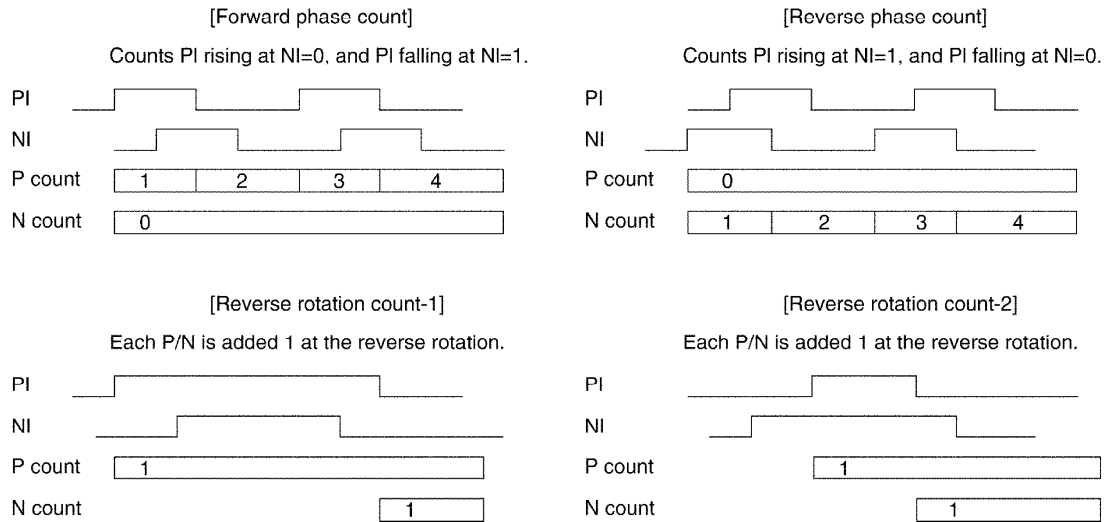 [Forward phase count]
Counts PI rising at NI=0, and PI falling at NI=1.
PI
NI
P count 1 2 3 4
N count 0
[Reverse phase count]
Counts PI rising at NI=1, and PI falling at NI=0.
PI
NI
P count 0
N count 1 2 3 4
[Reverse rotation count-1]
Each P/N is added 1 at the reverse rotation.
PI
NI
P count 1
N count 1
[Reverse rotation count-2]
Each P/N is added 1 at the reverse rotation.
PI
NI
P count 1
N count 1